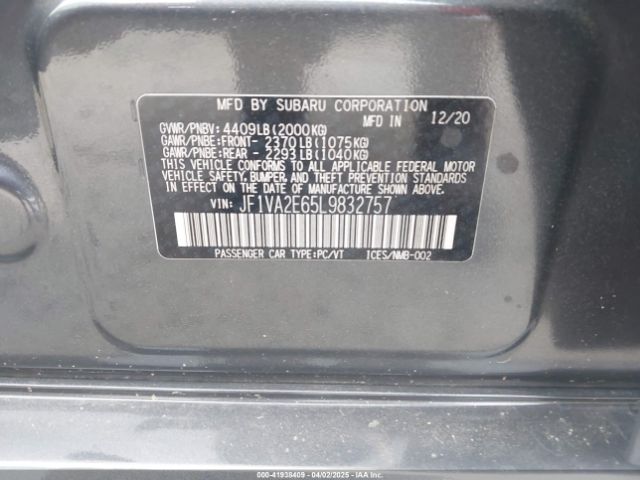 MFD BY SUBARU CORPORATION
MFD IN 12/20
GVWR/PNBV: 4409LB(2000KG)
GAWR/PNBE:FRONT- 2370LB(1075KG)
GAWR/PNBE:REAR - 2293LB(1040KG)
THIS VEHICLE CONFORMS TO ALL APPLICABLE FEDERAL MOTOR
VEHICLE SAFETY, BUMPER, AND THEFT PREVENTION STANDARDS
IN EFFECT ON THE DATE OF MANUFACTURE SHOWN ABOVE.
VIN: JF1VA2E65L9832757
PASSENGER CAR TYPE:PC/VT ICES/NMB-002
000-41938409 - 04/02/2025 - IAAI.COM